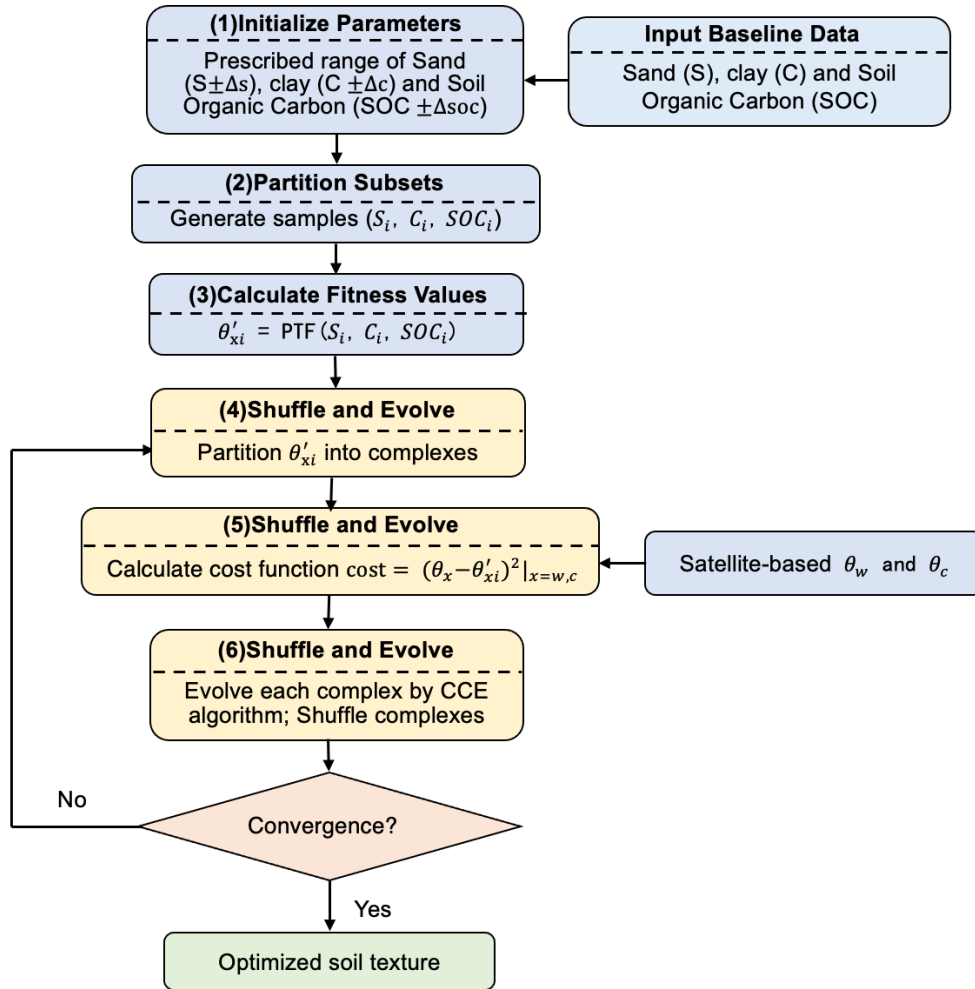 (1)Initialize Parameters
Prescribed range of Sand
(S±Δs), clay (C ±Δc) and Soil
Organic Carbon (SOC ±Δsoc)
Input Baseline Data
Sand (S), clay (C) and Soil
Organic Carbon (SOC)
(2)Partition Subsets
Generate samples (𝑆ᵢ, 𝐶ᵢ, 𝑆𝑂𝐶ᵢ)
(3)Calculate Fitness Values
θ′ₓᵢ = PTF(𝑆ᵢ, 𝐶ᵢ, 𝑆𝑂𝐶ᵢ)
(4)Shuffle and Evolve
Partition θ′ₓᵢ into complexes
(5)Shuffle and Evolve
Calculate cost function cost = (θₓ−θ′ₓᵢ)²|ₓ₌w,c
Satellite-based θ_w and θ_c
(6)Shuffle and Evolve
Evolve each complex by CCE
algorithm; Shuffle complexes
No
Convergence?
Yes
Optimized soil texture